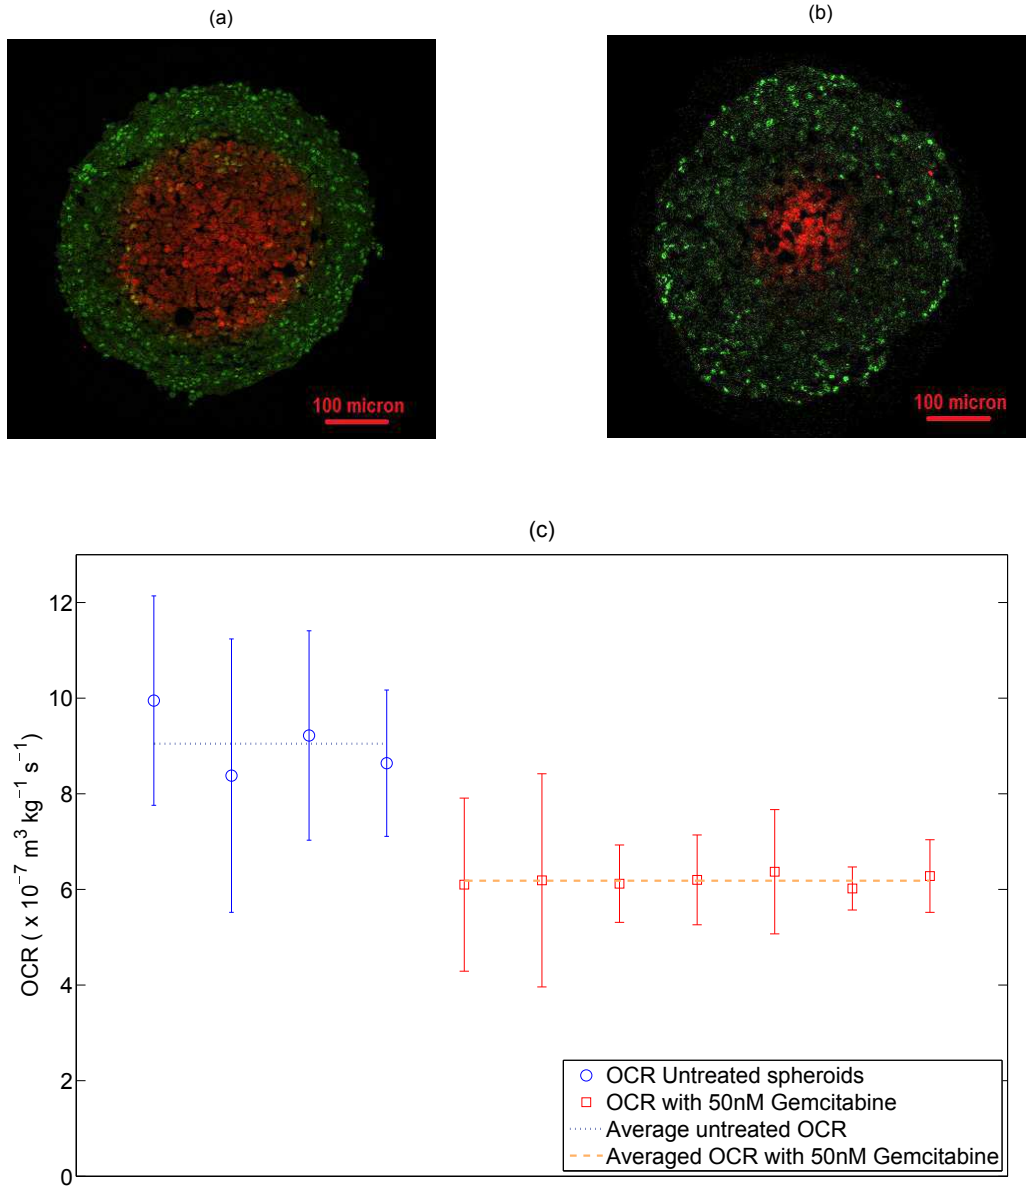 (a)
(b)
100 micron
100 micron
(c)
12
10
8
6
4
2
0
OCR ( x 10⁻⁷ m³ kg⁻¹ s⁻¹)
OCR Untreated spheroids
OCR with 50nM Gemcitabine
Average untreated OCR
Averaged OCR with 50nM Gemcitabine